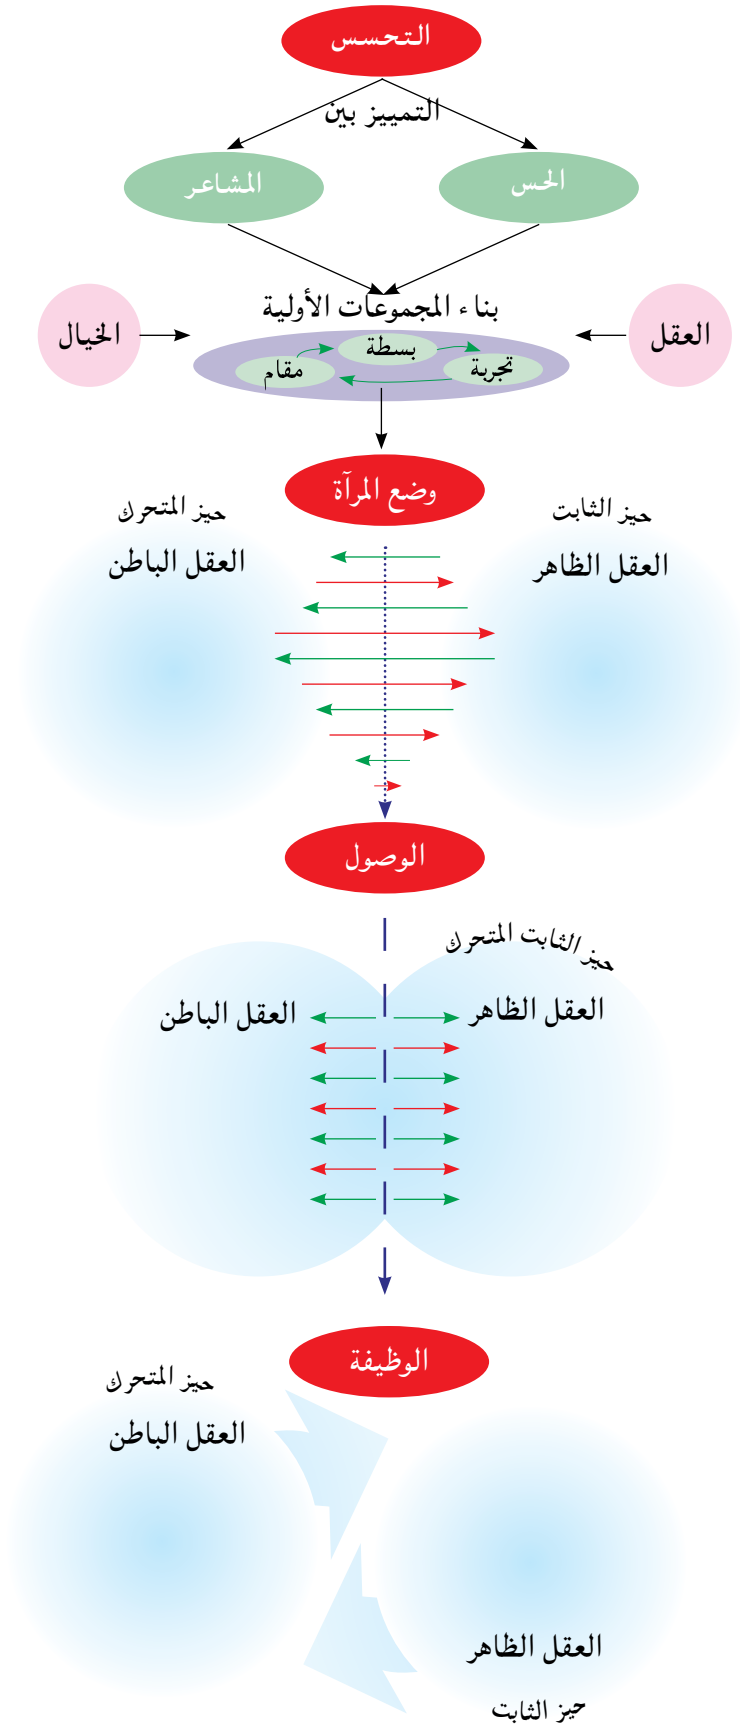 التحسس
التمييز بين
الحس
المشاعر
بناء المجموعات الأولية
العقل
الخيال
بسطة
تجربة
مقام
وضع المرآة
حيز الثابت
حيز المتحرك
العقل الظاهر
العقل الباطن
الوصول
حيز الثابت المتحرك
العقل الظاهر
العقل الباطن
الوظيفة
حيز المتحرك
العقل الباطن
العقل الظاهر
حيز الثابت